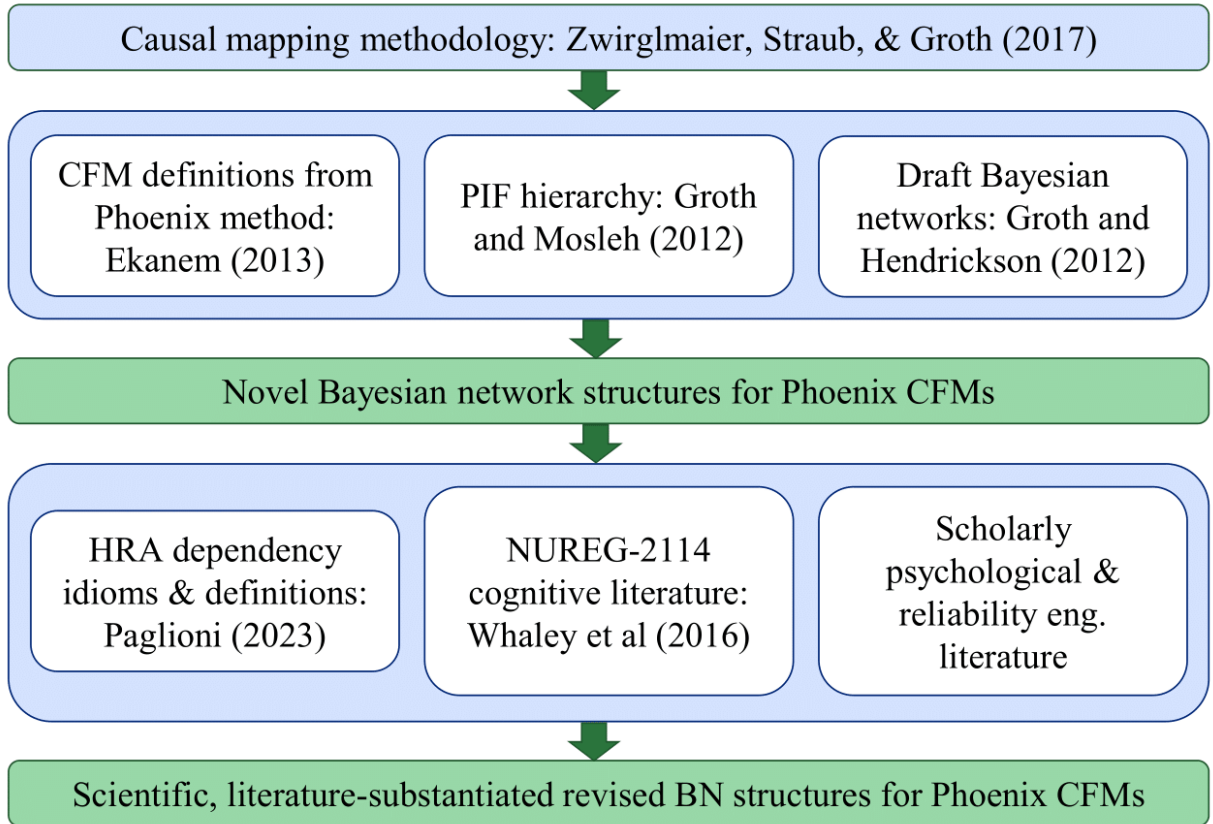 Causal mapping methodology: Zwirglmaier, Straub, & Groth (2017)
CFM definitions from
Phoenix method:
Ekanem (2013)
PIF hierarchy: Groth
and Mosleh (2012)
Draft Bayesian
networks: Groth and
Hendrickson (2012)
Novel Bayesian network structures for Phoenix CFMs
HRA dependency
idioms & definitions:
Paglioni (2023)
NUREG-2114
cognitive literature:
Whaley et al (2016)
Scholarly
psychological &
reliability eng.
literature
Scientific, literature-substantiated revised BN structures for Phoenix CFMs